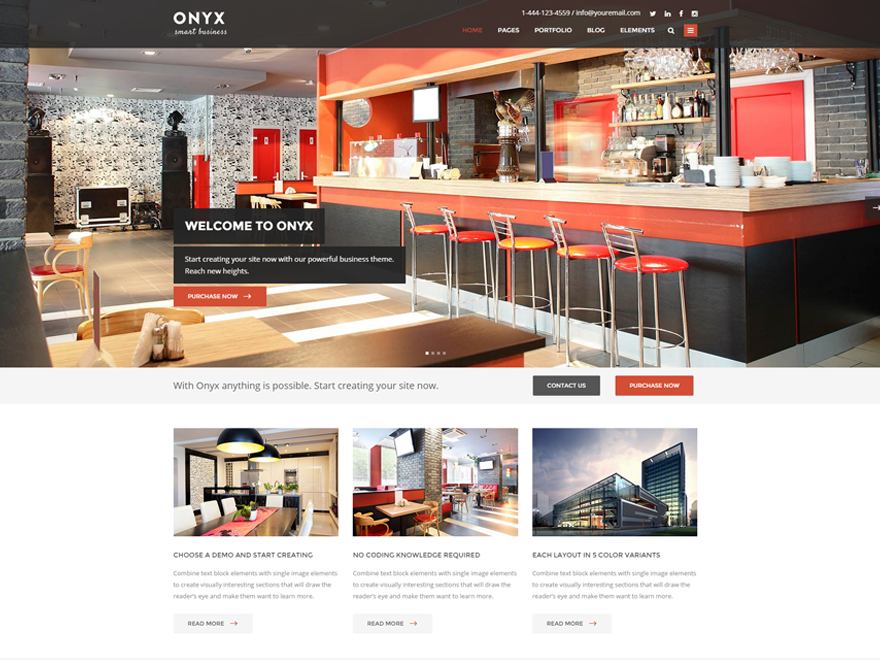 ONYX
smart business
1-444-123-4559 / info@youremail.com
HOME PAGES PORTFOLIO BLOG ELEMENTS
WELCOME TO ONYX
Start creating your site now with our powerful business theme.
Reach new heights.
PURCHASE NOW
With Onyx anything is possible. Start creating your site now.
CONTACT US
PURCHASE NOW
CHOOSE A DEMO AND START CREATING
Combine text block elements with single image elements
to create visually interesting sections that will draw the
reader's eye and make them want to learn more.
READ MORE
NO CODING KNOWLEDGE REQUIRED
Combine text block elements with single image elements
to create visually interesting sections that will draw the
reader's eye and make them want to learn more.
READ MORE
EACH LAYOUT IN 5 COLOR VARIANTS
Combine text block elements with single image elements
to create visually interesting sections that will draw the
reader's eye and make them want to learn more.
READ MORE